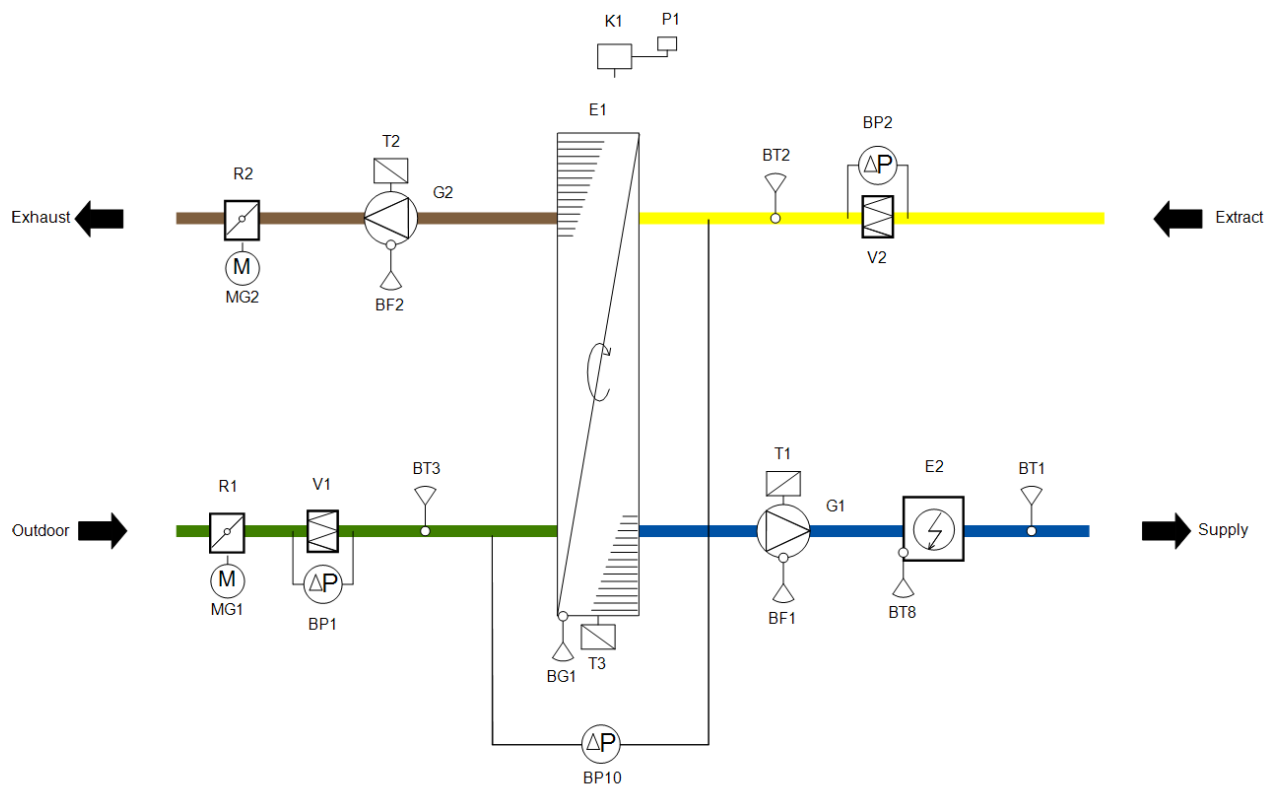 K1
P1
E1
T2
BT2
BP2
ΔP
R2
G2
Exhaust
Extract
M
MG2
BF2
V2
R1
V1
BT3
T1
E2
BT1
G1
Outdoor
Supply
M
MG1
ΔP
BP1
BF1
BT8
BG1
T3
ΔP
BP10